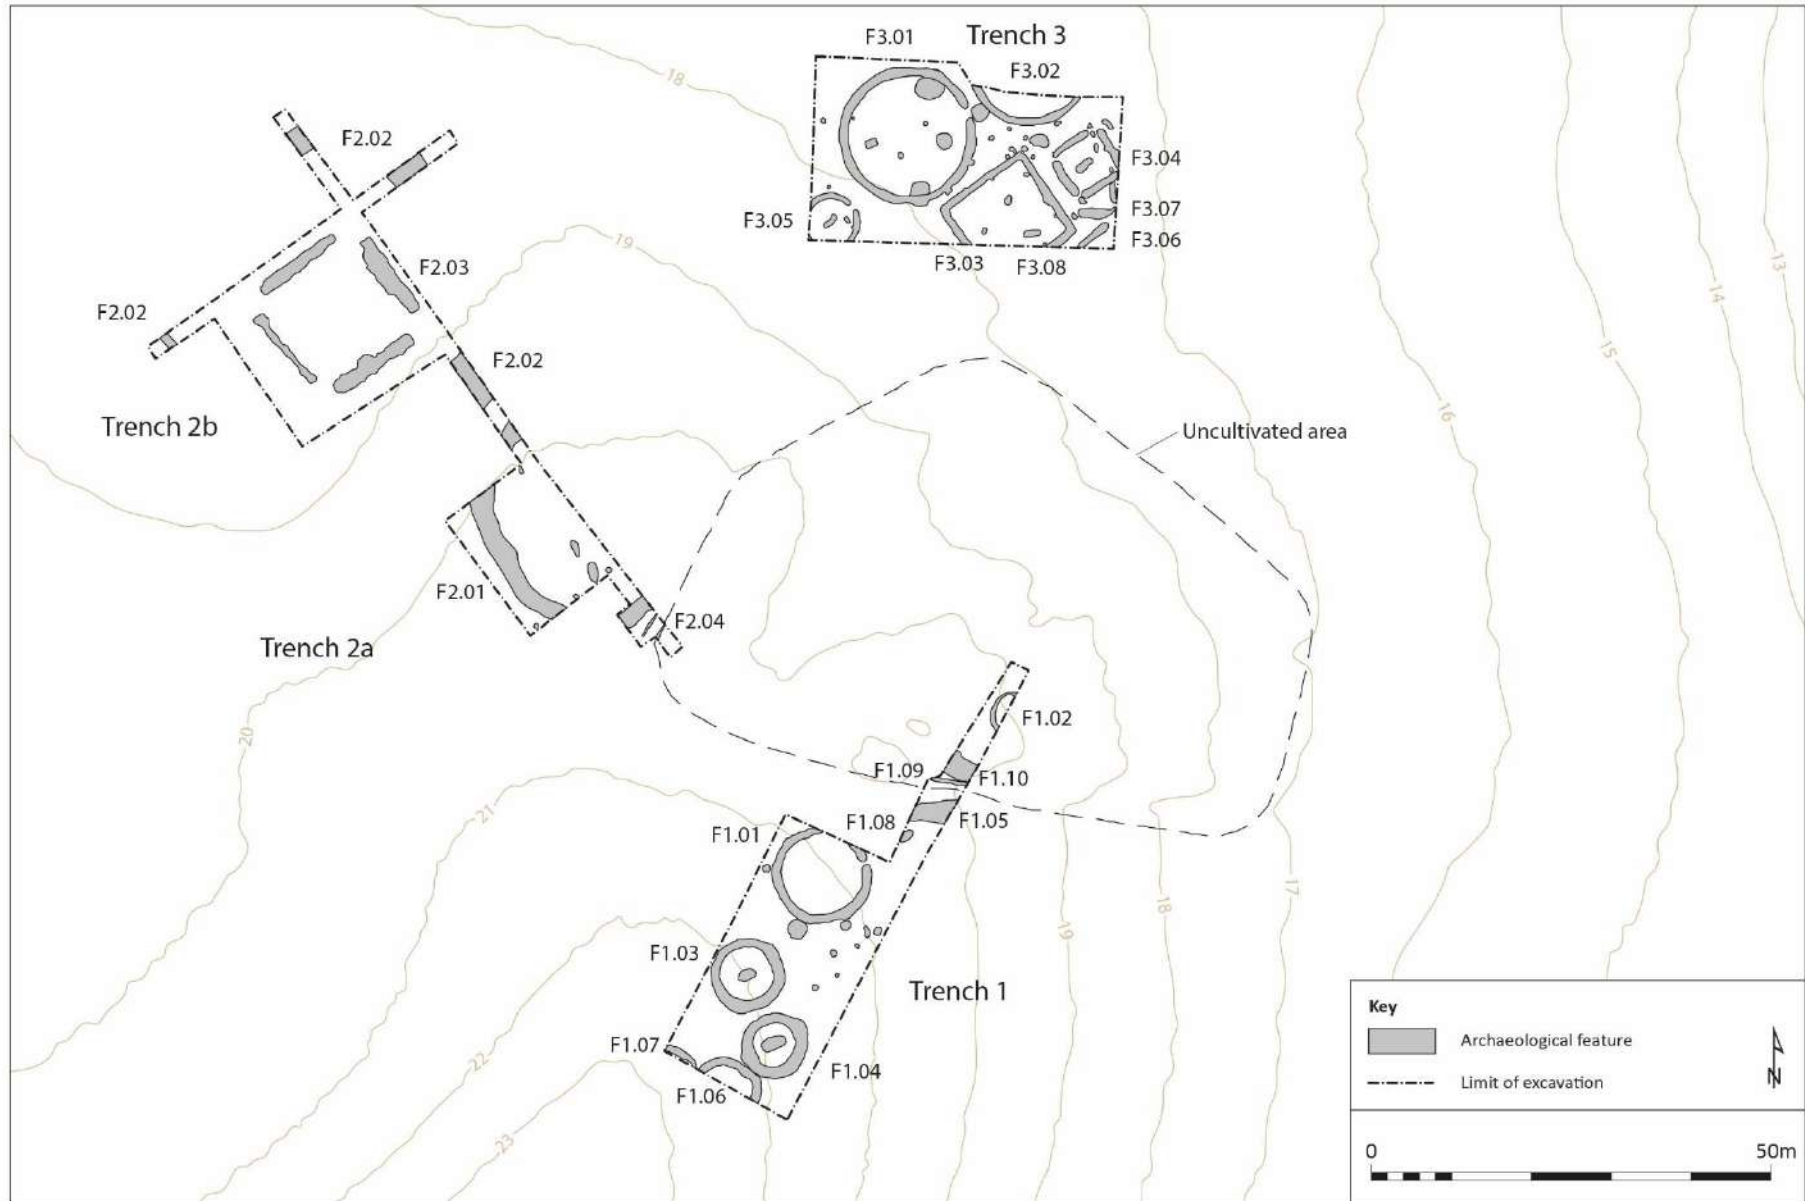 F3.01
Trench 3
F3.02
18
F2.02
F3.04
F3.07
F3.05
F3.06
19
F3.03
F3.08
F2.03
13
14
F2.02
15
F2.02
16
Trench 2b
Uncultivated area
F2.01
F2.04
Trench 2a
F1.02
20
F1.09
F1.10
21
F1.01
F1.08
F1.05
17
18
19
F1.03
Trench 1
F1.07
F1.04
22
F1.06
23
Key
Archaeological feature
Limit of excavation
N
0
50m